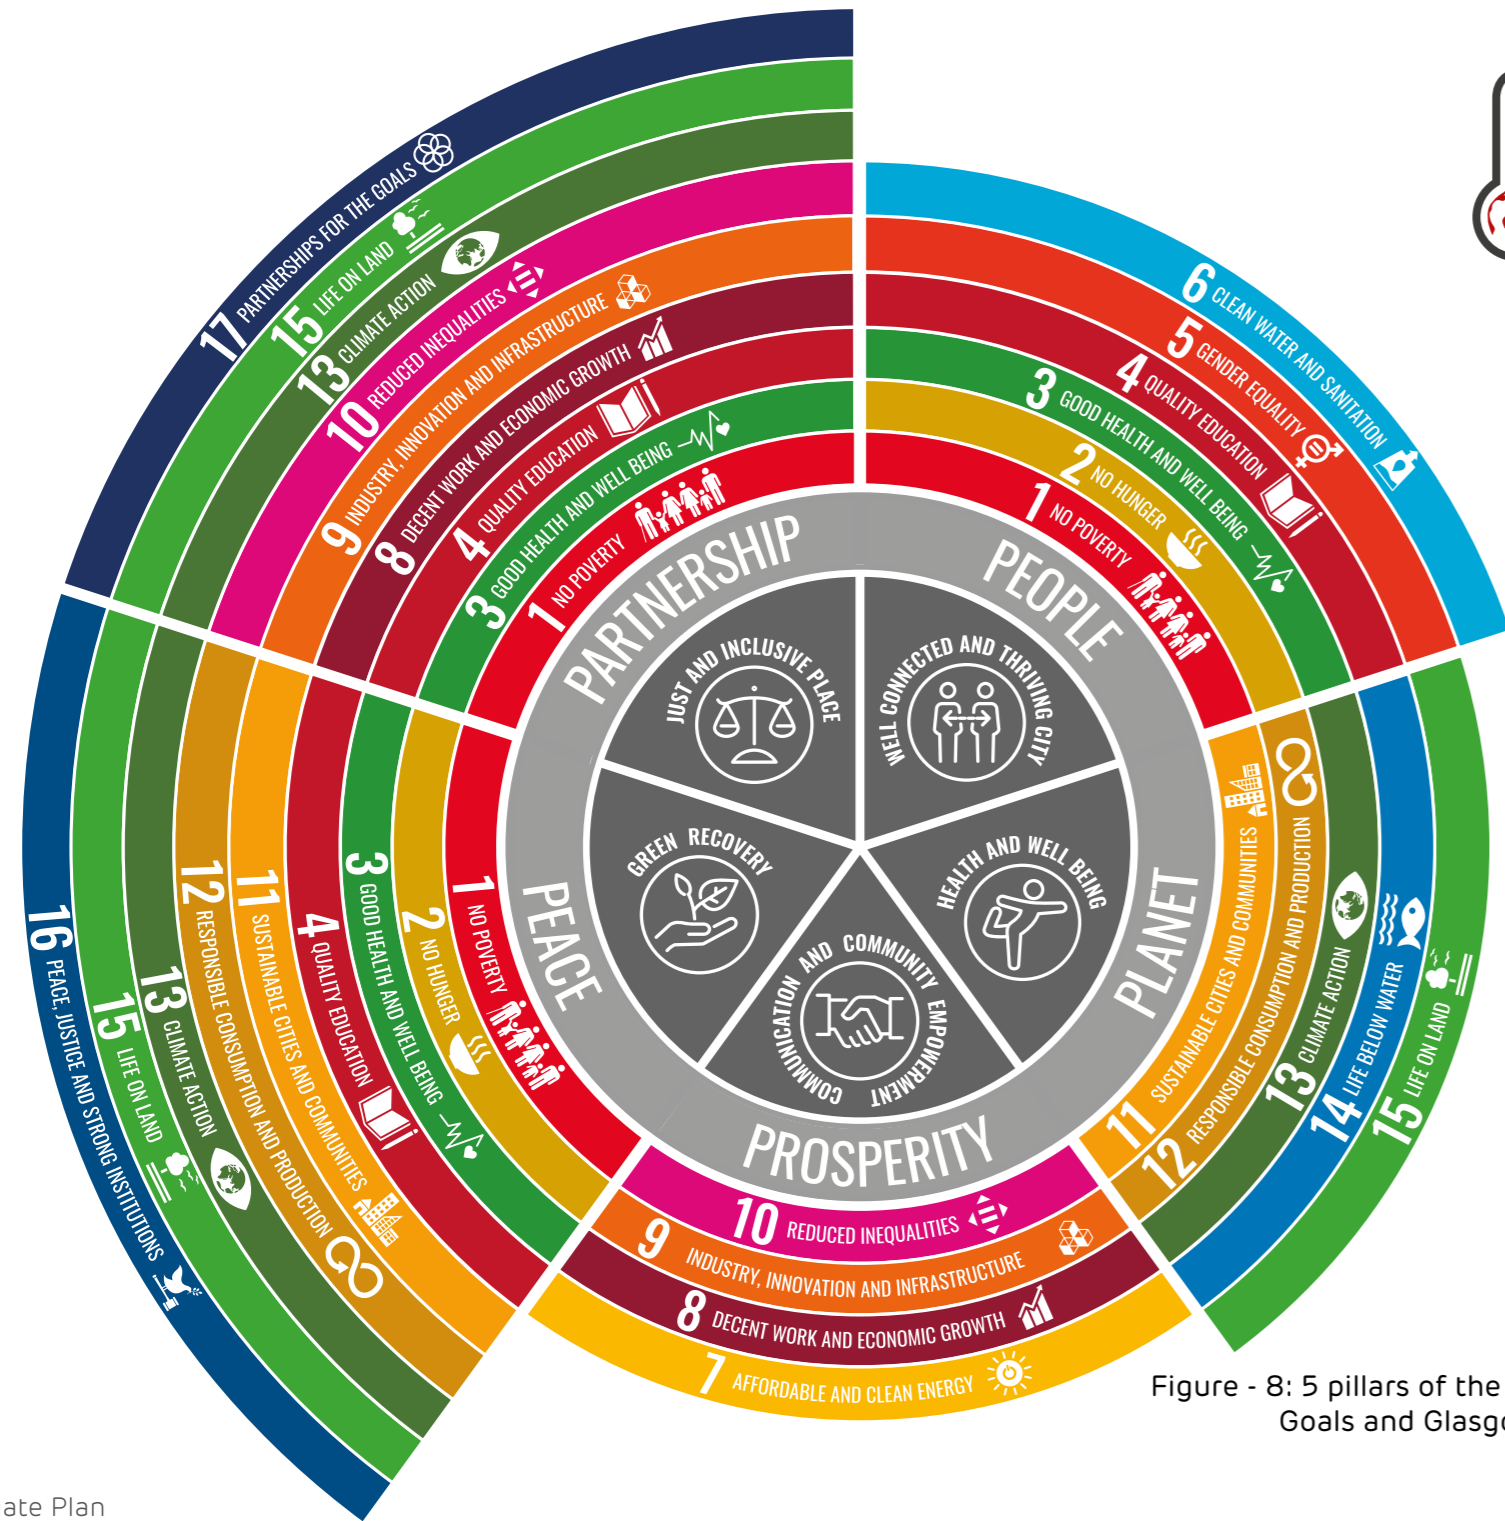 17 PARTNERSHIPS FOR THE GOALS
15 LIFE ON LAND
13 CLIMATE ACTION
10 REDUCED INEQUALITIES
9 INDUSTRY, INNOVATION AND INFRASTRUCTURE
8 DECENT WORK AND ECONOMIC GROWTH
4 QUALITY EDUCATION
3 GOOD HEALTH AND WELL BEING
1 NO POVERTY
PARTNERSHIP
JUST AND INCLUSIVE PLACE
6 CLEAN WATER AND SANITATION
5 GENDER EQUALITY
4 QUALITY EDUCATION
3 GOOD HEALTH AND WELL BEING
2 NO HUNGER
1 NO POVERTY
PEOPLE
WELL CONNECTED AND THRIVING CITY
PLANET
HEALTH AND WELL BEING
11 SUSTAINABLE CITIES AND COMMUNITIES
12 RESPONSIBLE CONSUMPTION AND PRODUCTION
13 CLIMATE ACTION
14 LIFE BELOW WATER
15 LIFE ON LAND
COMMUNICATION AND COMMUNITY EMPOWERMENT
PROSPERITY
10 REDUCED INEQUALITIES
9 INDUSTRY, INNOVATION AND INFRASTRUCTURE
8 DECENT WORK AND ECONOMIC GROWTH
7 AFFORDABLE AND CLEAN ENERGY
GREEN RECOVERY
PEACE
1 NO POVERTY
2 NO HUNGER
3 GOOD HEALTH AND WELL BEING
4 QUALITY EDUCATION
11 SUSTAINABLE CITIES AND COMMUNITIES
12 RESPONSIBLE CONSUMPTION AND PRODUCTION
13 CLIMATE ACTION
15 LIFE ON LAND
16 PEACE, JUSTICE AND STRONG INSTITUTIONS
Figure - 8: 5 pillars of the
Goals and Glasgo
ate Plan